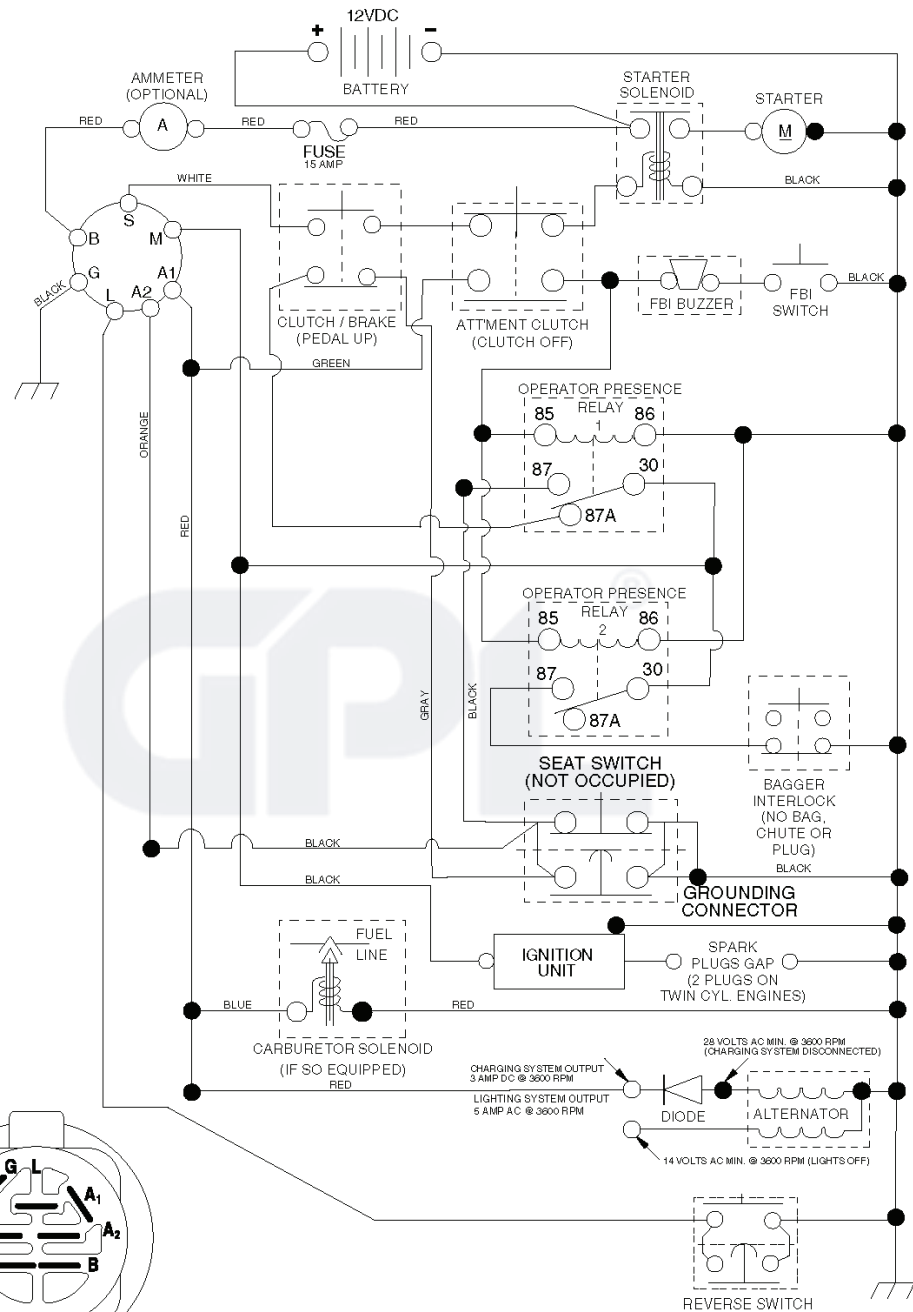 12VDC
+
-
BATTERY
AMMETER
(OPTIONAL)
A
RED
RED
RED
FUSE
15 AMP
STARTER
SOLENOID
STARTER
M
BLACK
WHITE
S
B
M
G
A1
A2
L
BLACK
CLUTCH / BRAKE
(PEDAL UP)
ATT'MENT CLUTCH
(CLUTCH OFF)
FBI BUZZER
FBI
SWITCH
BLACK
GREEN
ORANGE
RED
OPERATOR PRESENCE
RELAY
1
85
86
87
30
87A
OPERATOR PRESENCE
RELAY
2
85
86
87
30
87A
GPL
®
GRAY
BLACK
SEAT SWITCH
(NOT OCCUPIED)
BAGGER
INTERLOCK
(NO BAG,
CHUTE OR
PLUG)
BLACK
BLACK
BLACK
GROUNDING
CONNECTOR
IGNITION
UNIT
SPARK
PLUGS GAP
(2 PLUGS ON
TWIN CYL. ENGINES)
FUEL
LINE
BLUE
RED
CARBURETOR SOLENOID
(IF SO EQUIPPED)
RED
CHARGING SYSTEM OUTPUT
3 AMP DC @ 3600 RPM
LIGHTING SYSTEM OUTPUT
5 AMP AC @ 3600 RPM
28 VOLTS AC MIN. @ 3600 RPM
(CHARGING SYSTEM DISCONNECTED)
DIODE
ALTERNATOR
14 VOLTS AC MIN. @ 3600 RPM (LIGHTS OFF)
G L
A1
A2
B
REVERSE SWITCH